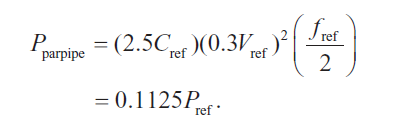 P_parpipe = (2.5C_ref)(0.3V_ref)² (f_ref / 2)
= 0.1125P_ref.